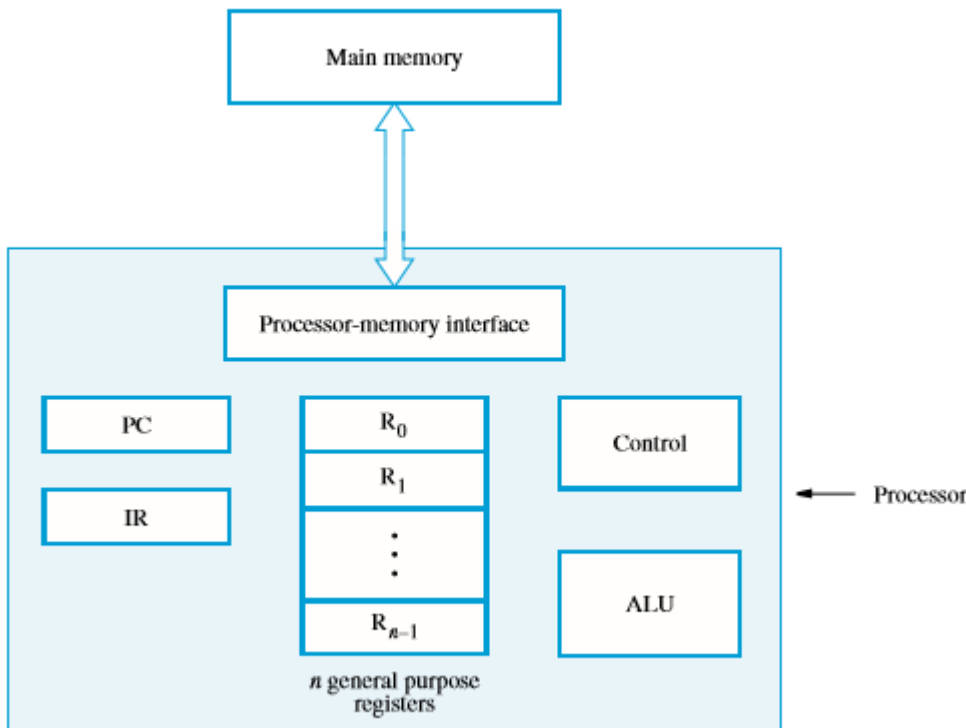 Main memory
Processor-memory interface
PC
R0
Control
R1
Processor
IR
⋮
ALU
Rn–1
n general purpose
registers